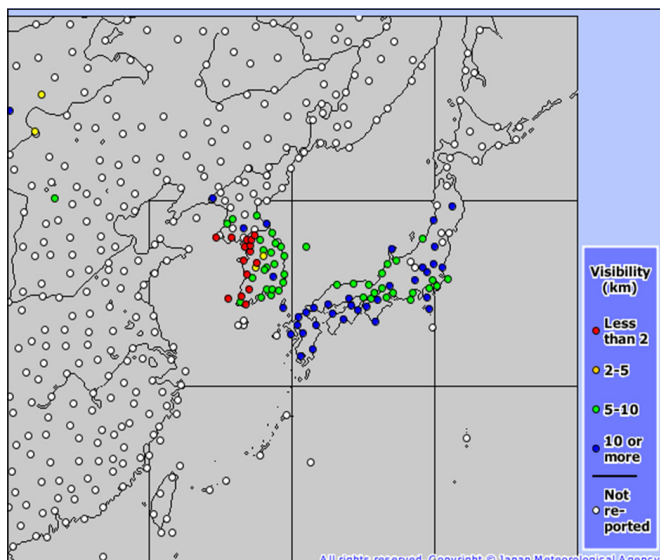 Visibility
(km)
Less
than 2
2-5
5-10
10 or
more
Not
re-
ported
All rights reserved. Copyright © Japan Meteorological Agency